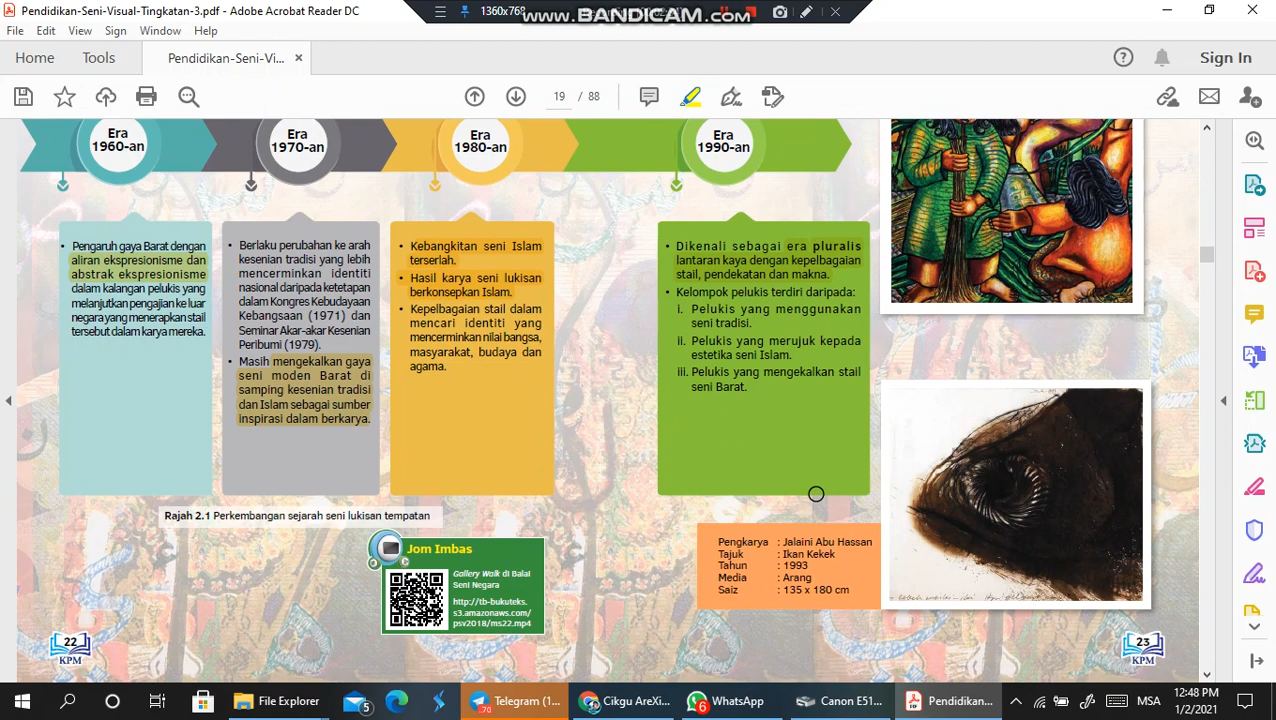 Pendidikan-Seni-Visual-Tingkatan-3.pdf - Adobe Acrobat Reader DC
1360x768
www.BANDICAM.com
File Edit View Sign Window Help
Home Tools Pendidikan-Seni-Vi... Sign In
19 / 88
Era
1960-an
Era
1970-an
Era
1980-an
Era
1990-an
• Pengaruh gaya Barat dengan
aliran ekspresionisme dan
abstrak ekspresionisme
dalam kalangan pelukis yang
melanjutkan pengajian ke luar
negara yang menerapkan stail
tersebut dalam karya mereka.
• Berlaku perubahan ke arah
kesenian tradisi yang lebih
mencerminkan identiti
nasional daripada ketetapan
dalam Kongres Kebudayaan
Kebangsaan (1971) dan
Seminar Akar-akar Kesenian
Peribumi (1979).
• Masih mengekalkan gaya
seni moden Barat di
samping kesenian tradisi
dan Islam sebagai sumber
inspirasi dalam berkarya.
• Kebangkitan seni Islam
terserlah.
• Hasil karya seni lukisan
berkonsepkan Islam.
• Kepelbagaian stail dalam
mencari identiti yang
mencerminkan nilai bangsa,
masyarakat, budaya dan
agama.
• Dikenali sebagai era pluralis
lantaran kaya dengan kepelbagaian
stail, pendekatan dan makna.
• Kelompok pelukis terdiri daripada:
i. Pelukis yang menggunakan
seni tradisi.
ii. Pelukis yang merujuk kepada
estetika seni Islam.
iii. Pelukis yang mengekalkan stail
seni Barat.
Rajah 2.1 Perkembangan sejarah seni lukisan tempatan
Jom Imbas
Gallery Walk di Balai
Seni Negara
http://tb-bukuteks.
s3.amazonaws.com/
psv2018/ms22.mp4
Pengkarya : Jalaini Abu Hassan
Tajuk : Ikan Kekek
Tahun : 1993
Media : Arang
Saiz : 135 x 180 cm
22
KPM
23
KPM
5
File Explorer
70
Telegram (1...
Cikgu AreXi...
6
WhatsApp
Canon E51...
Pendidikan...
MSA
12:48 PM
1/2/2021